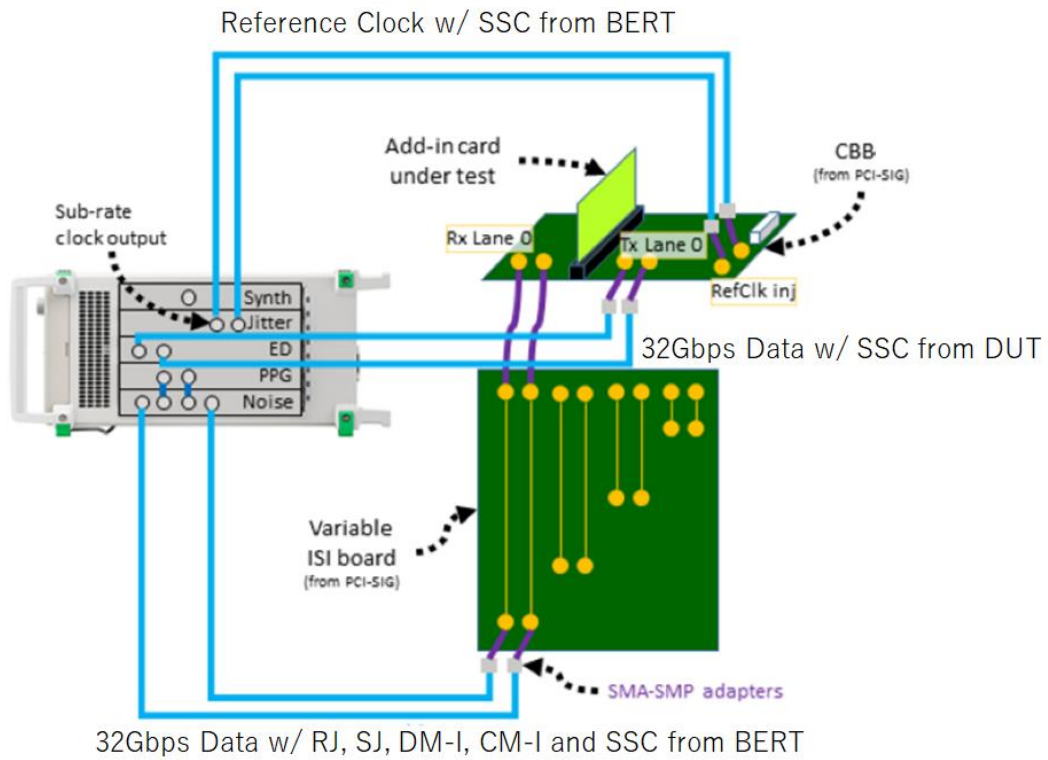 Reference Clock w/ SSC from BERT
Add-in card
under test
CBB
(from PCI-SIG)
Sub-rate
clock output
Rx Lane 0
Tx Lane 0
RefClk inj
Synth
Jitter
ED
PPG
Noise
32Gbps Data w/ SSC from DUT
Variable
ISI board
(from PCI-SIG)
SMA-SMP adapters
32Gbps Data w/ RJ, SJ, DM-I, CM-I and SSC from BERT